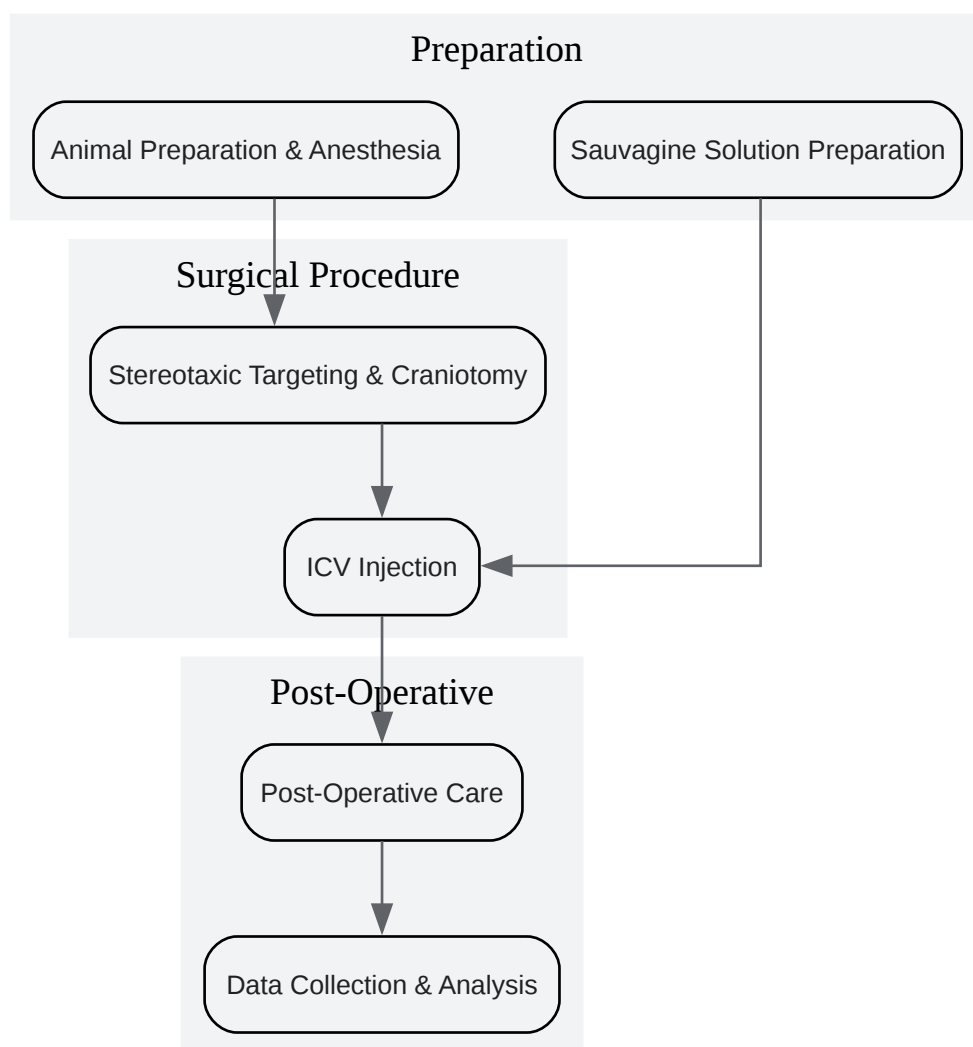 Preparation
Animal Preparation & Anesthesia
Sauvagine Solution Preparation
Surgical Procedure
Stereotaxic Targeting & Craniotomy
ICV Injection
Post-Operative
Post-Operative Care
Data Collection & Analysis